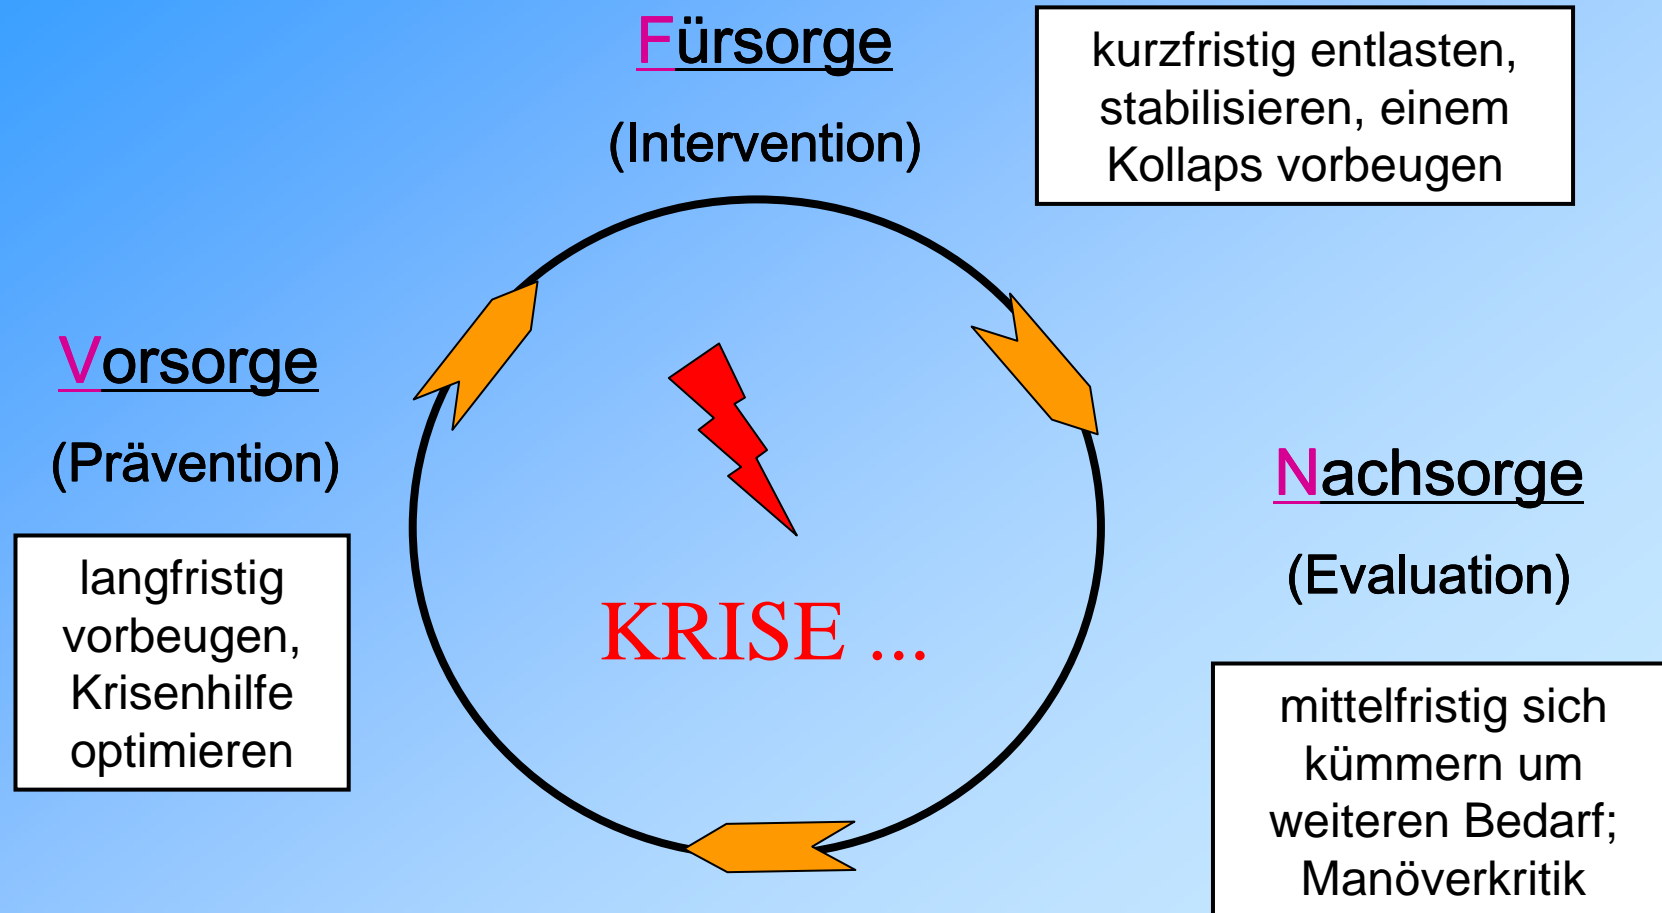 Fürsorge
(Intervention)
kurzfristig entlasten,
stabilisieren, einem
Kollaps vorbeugen
Vorsorge
(Prävention)
langfristig
vorbeugen,
Krisenhilfe
optimieren
KRISE ...
Nachsorge
(Evaluation)
mittelfristig sich
kümmern um
weiteren Bedarf;
Manöverkritik